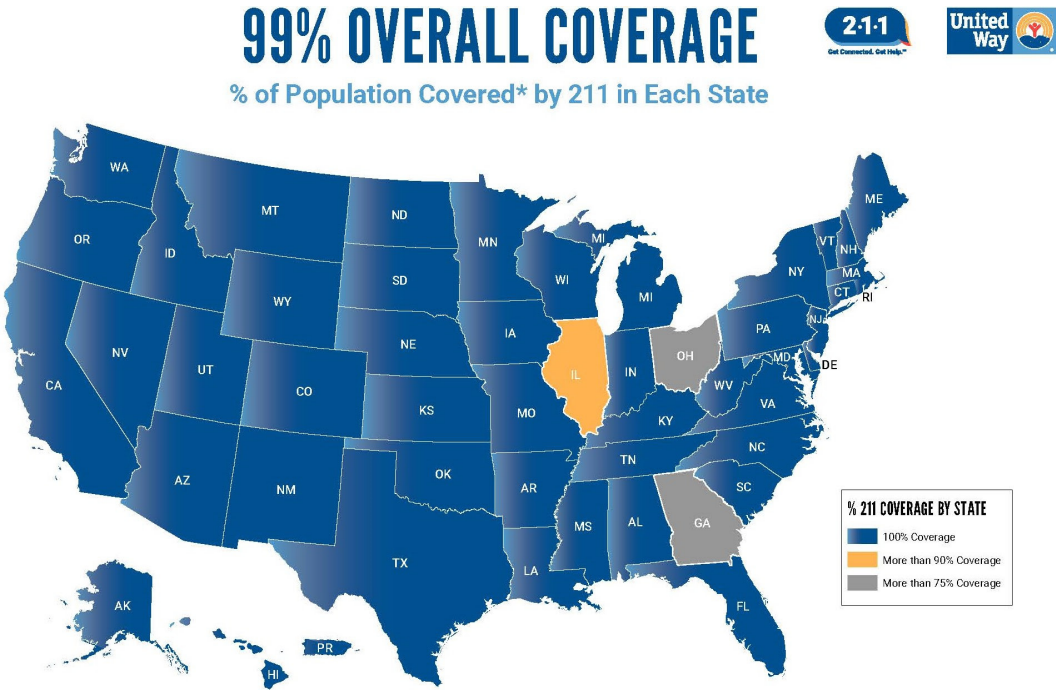 99% OVERALL COVERAGE
% of Population Covered* by 211 in Each State
2·1·1
Get Connected. Get Help.™
United
Way
WA
OR
ID
MT
ND
SD
MN
WI
MI
MI
WY
NE
IA
IL
IN
OH
PA
NY
VT
NH
ME
MA
CT
RI
NJ
DE
MD
WV
VA
KY
NC
TN
SC
GA
AL
MS
AR
MO
KS
CO
UT
NV
CA
AZ
NM
OK
TX
LA
FL
AK
HI
PR
% 211 COVERAGE BY STATE
100% Coverage
More than 90% Coverage
More than 75% Coverage